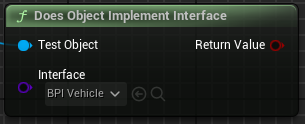 f Does Object Implement Interface
Test Object Return Value
Interface
BPI Vehicle